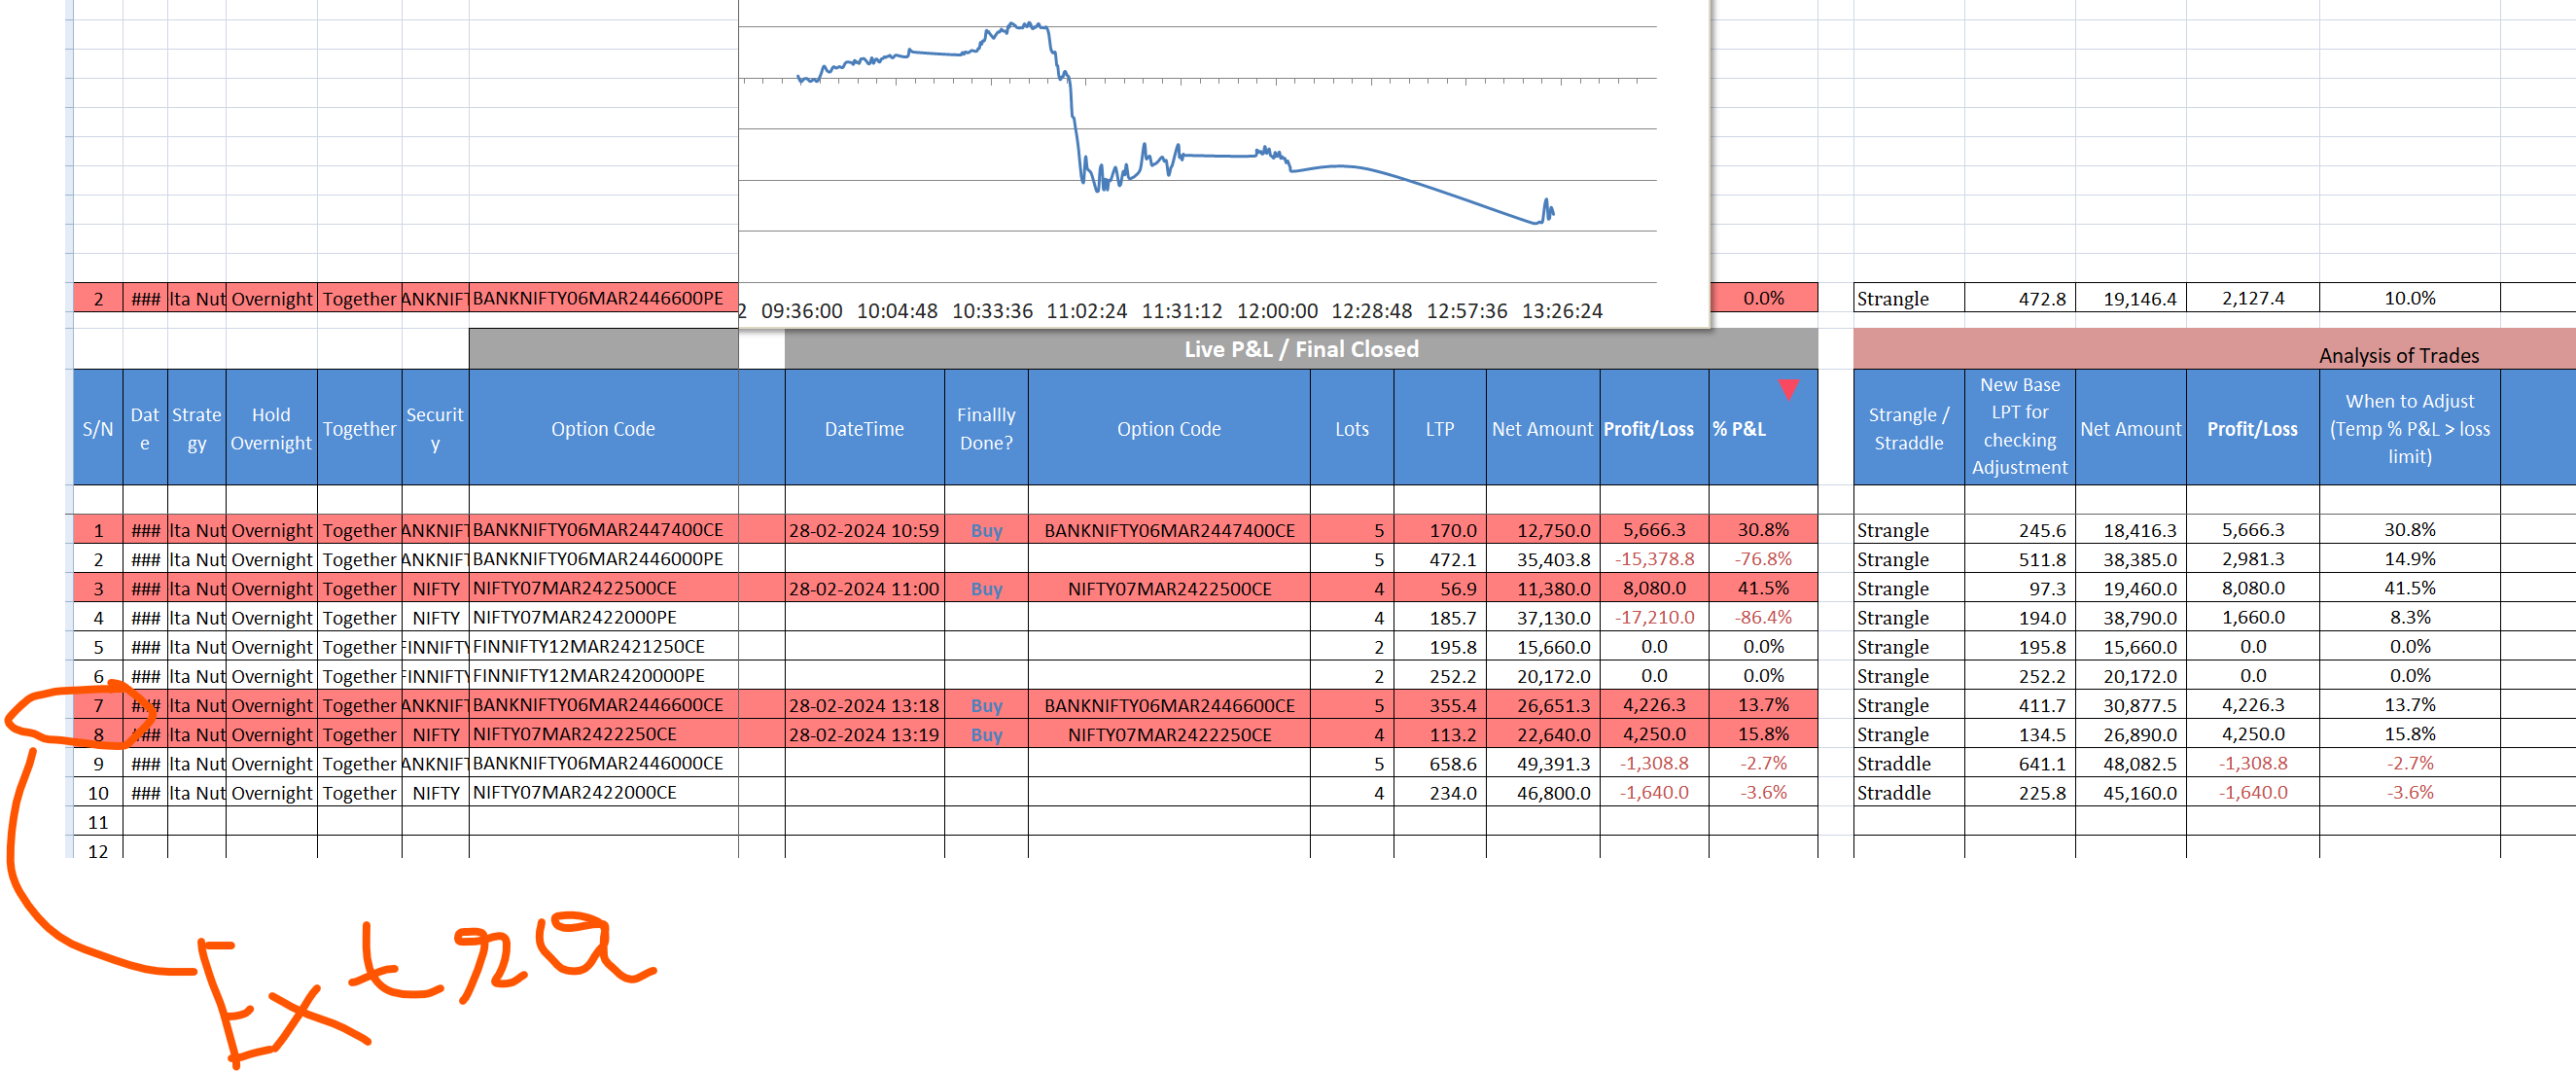 2 ### lta Nut Overnight Together ANKNIFT BANKNIFTY06MAR2446600PE 2 09:36:00 10:04:48 10:33:36 11:02:24 11:31:12 12:00:00 12:28:48 12:57:36 13:26:24 0.0% Strangle 472.8 19,146.4 2,127.4 10.0%
Live P&L / Final Closed Analysis of Trades
S/N Date Strategy Hold Overnight Together Security Option Code DateTime Finallly Done? Option Code Lots LTP Net Amount Profit/Loss % P&L Strangle / Straddle New Base LPT for checking Adjustment Net Amount Profit/Loss When to Adjust (Temp % P&L > loss limit)
1 ### lta Nut Overnight Together ANKNIFT BANKNIFTY06MAR2447400CE 28-02-2024 10:59 Buy BANKNIFTY06MAR2447400CE 5 170.0 12,750.0 5,666.3 30.8% Strangle 245.6 18,416.3 5,666.3 30.8%
2 ### lta Nut Overnight Together ANKNIFT BANKNIFTY06MAR2446000PE 5 472.1 35,403.8 -15,378.8 -76.8% Strangle 511.8 38,385.0 2,981.3 14.9%
3 ### lta Nut Overnight Together NIFTY NIFTY07MAR2422500CE 28-02-2024 11:00 Buy NIFTY07MAR2422500CE 4 56.9 11,380.0 8,080.0 41.5% Strangle 97.3 19,460.0 8,080.0 41.5%
4 ### lta Nut Overnight Together NIFTY NIFTY07MAR2422000PE 4 185.7 37,130.0 -17,210.0 -86.4% Strangle 194.0 38,790.0 1,660.0 8.3%
5 ### lta Nut Overnight Together FINNIFTY FINNIFTY12MAR2421250CE 2 195.8 15,660.0 0.0 0.0% Strangle 195.8 15,660.0 0.0 0.0%
6 ### lta Nut Overnight Together FINNIFTY FINNIFTY12MAR2420000PE 2 252.2 20,172.0 0.0 0.0% Strangle 252.2 20,172.0 0.0 0.0%
7 ### lta Nut Overnight Together ANKNIFT BANKNIFTY06MAR2446600CE 28-02-2024 13:18 Buy BANKNIFTY06MAR2446600CE 5 355.4 26,651.3 4,226.3 13.7% Strangle 411.7 30,877.5 4,226.3 13.7%
8 ### lta Nut Overnight Together NIFTY NIFTY07MAR2422250CE 28-02-2024 13:19 Buy NIFTY07MAR2422250CE 4 113.2 22,640.0 4,250.0 15.8% Strangle 134.5 26,890.0 4,250.0 15.8%
9 ### lta Nut Overnight Together ANKNIFT BANKNIFTY06MAR2446000CE 5 658.6 49,391.3 -1,308.8 -2.7% Straddle 641.1 48,082.5 -1,308.8 -2.7%
10 ### lta Nut Overnight Together NIFTY NIFTY07MAR2422000CE 4 234.0 46,800.0 -1,640.0 -3.6% Straddle 225.8 45,160.0 -1,640.0 -3.6%
11
12
Extra